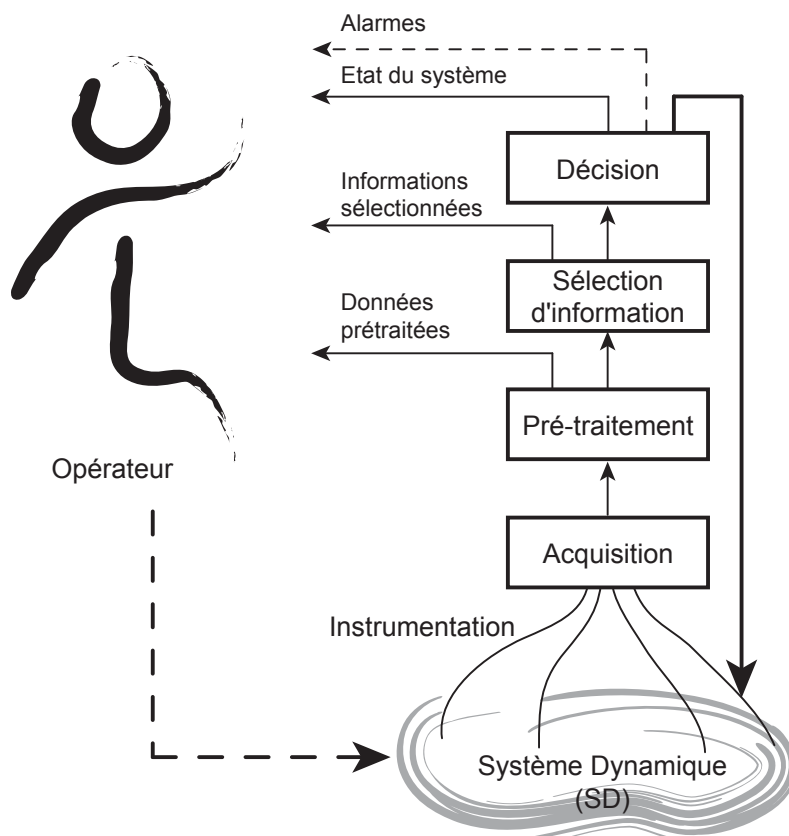 Alarmes
Etat du système
Décision
Informations
sélectionnées
Sélection
d'information
Données
prétraitées
Pré-traitement
Opérateur
Acquisition
Instrumentation
Système Dynamique
(SD)